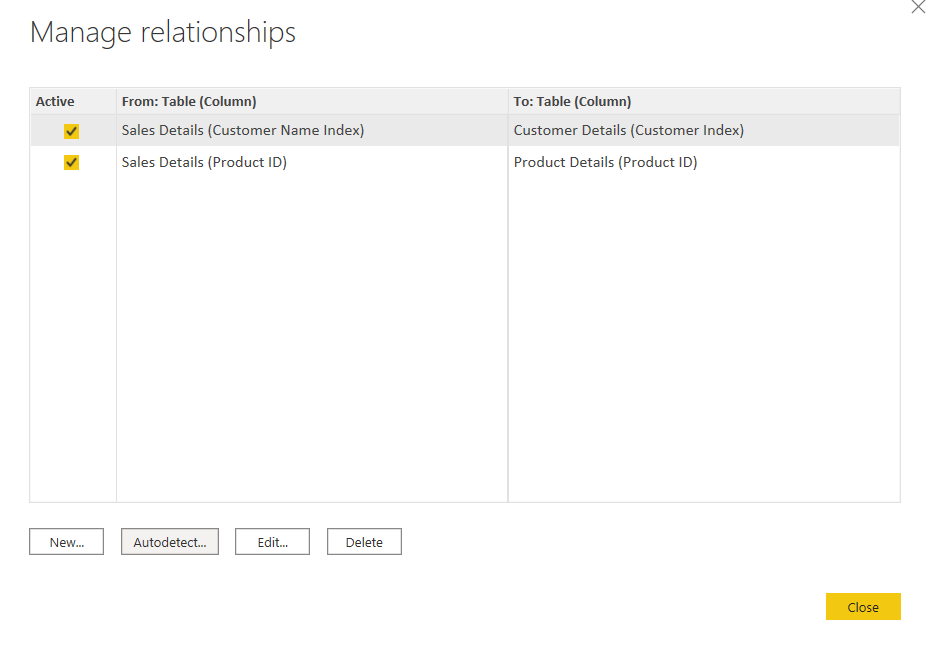 Manage relationships
Active From: Table (Column) To: Table (Column)
Sales Details (Customer Name Index) Customer Details (Customer Index)
Sales Details (Product ID) Product Details (Product ID)
New... Autodetect... Edit... Delete
Close